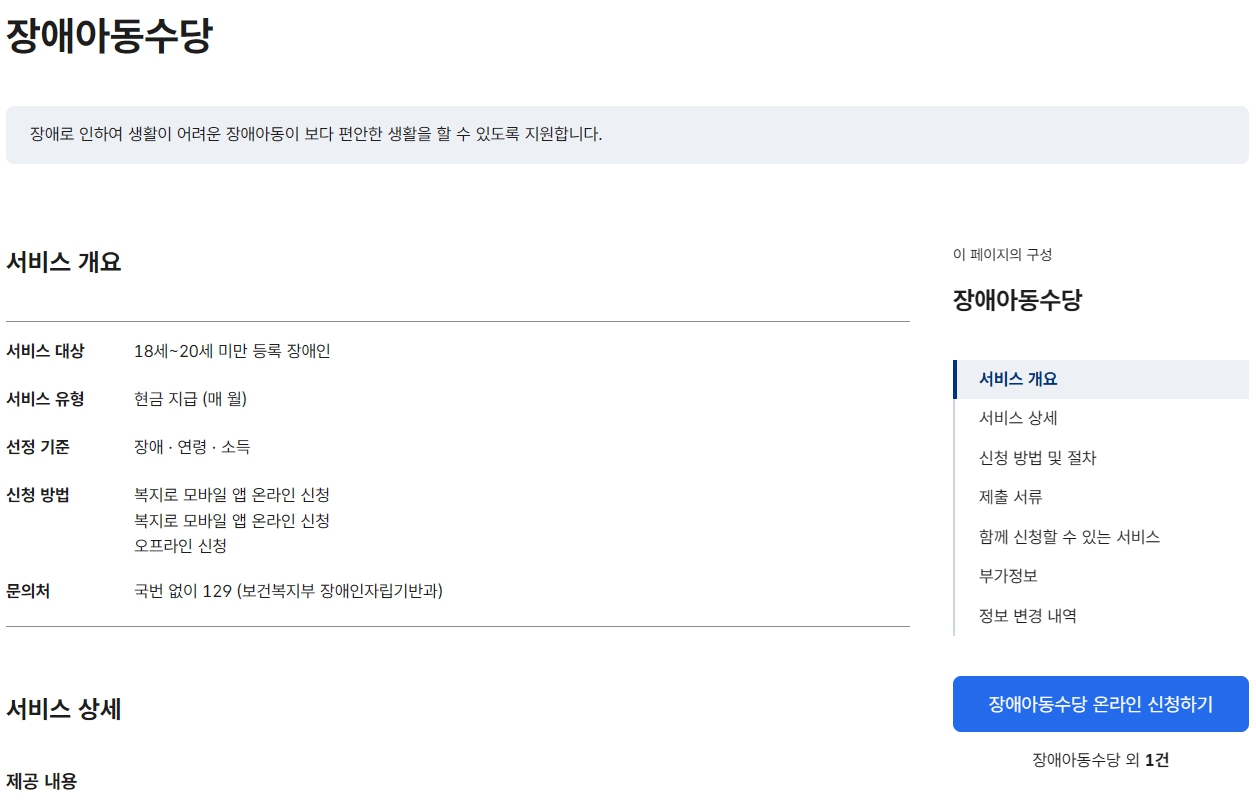 장애아동수당
장애로 인하여 생활이 어려운 장애아동이 보다 편안한 생활을 할 수 있도록 지원합니다.
서비스 개요
서비스 대상 18세~20세 미만 등록 장애인
서비스 유형 현금 지급 (매 월)
선정 기준 장애 · 연령 · 소득
신청 방법 복지로 모바일 앱 온라인 신청
복지로 모바일 앱 온라인 신청
오프라인 신청
문의처 국번 없이 129 (보건복지부 장애인자립기반과)
서비스 상세
제공 내용
이 페이지의 구성
장애아동수당
서비스 개요
서비스 상세
신청 방법 및 절차
제출 서류
함께 신청할 수 있는 서비스
부가정보
정보 변경 내역
장애아동수당 온라인 신청하기
장애아동수당 외 1건